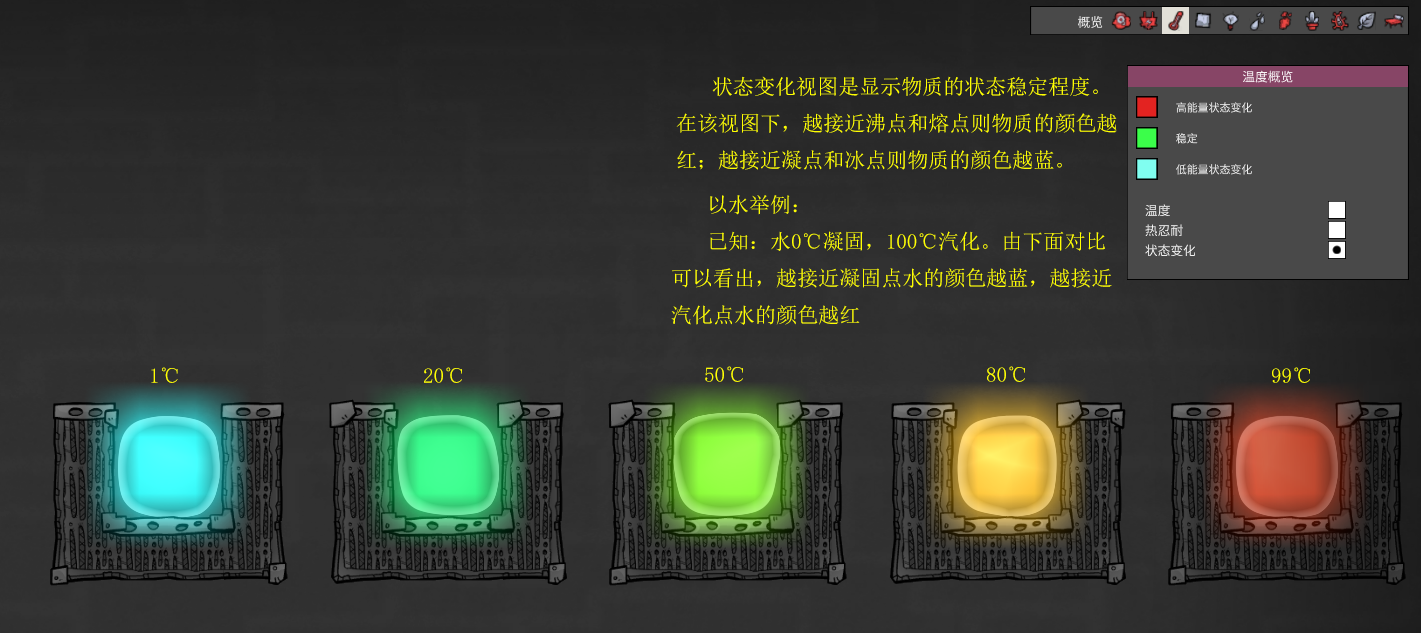 概览
状态变化视图是显示物质的状态稳定程度。
在该视图下，越接近沸点和熔点则物质的颜色越
红；越接近凝点和冰点则物质的颜色越蓝。
以水举例：
已知：水0℃凝固，100℃汽化。由下面对比
可以看出，越接近凝固点水的颜色越蓝，越接近
汽化点水的颜色越红
温度概览
高能量状态变化
稳定
低能量状态变化
温度
热忍耐
状态变化
1℃
20℃
50℃
80℃
99℃